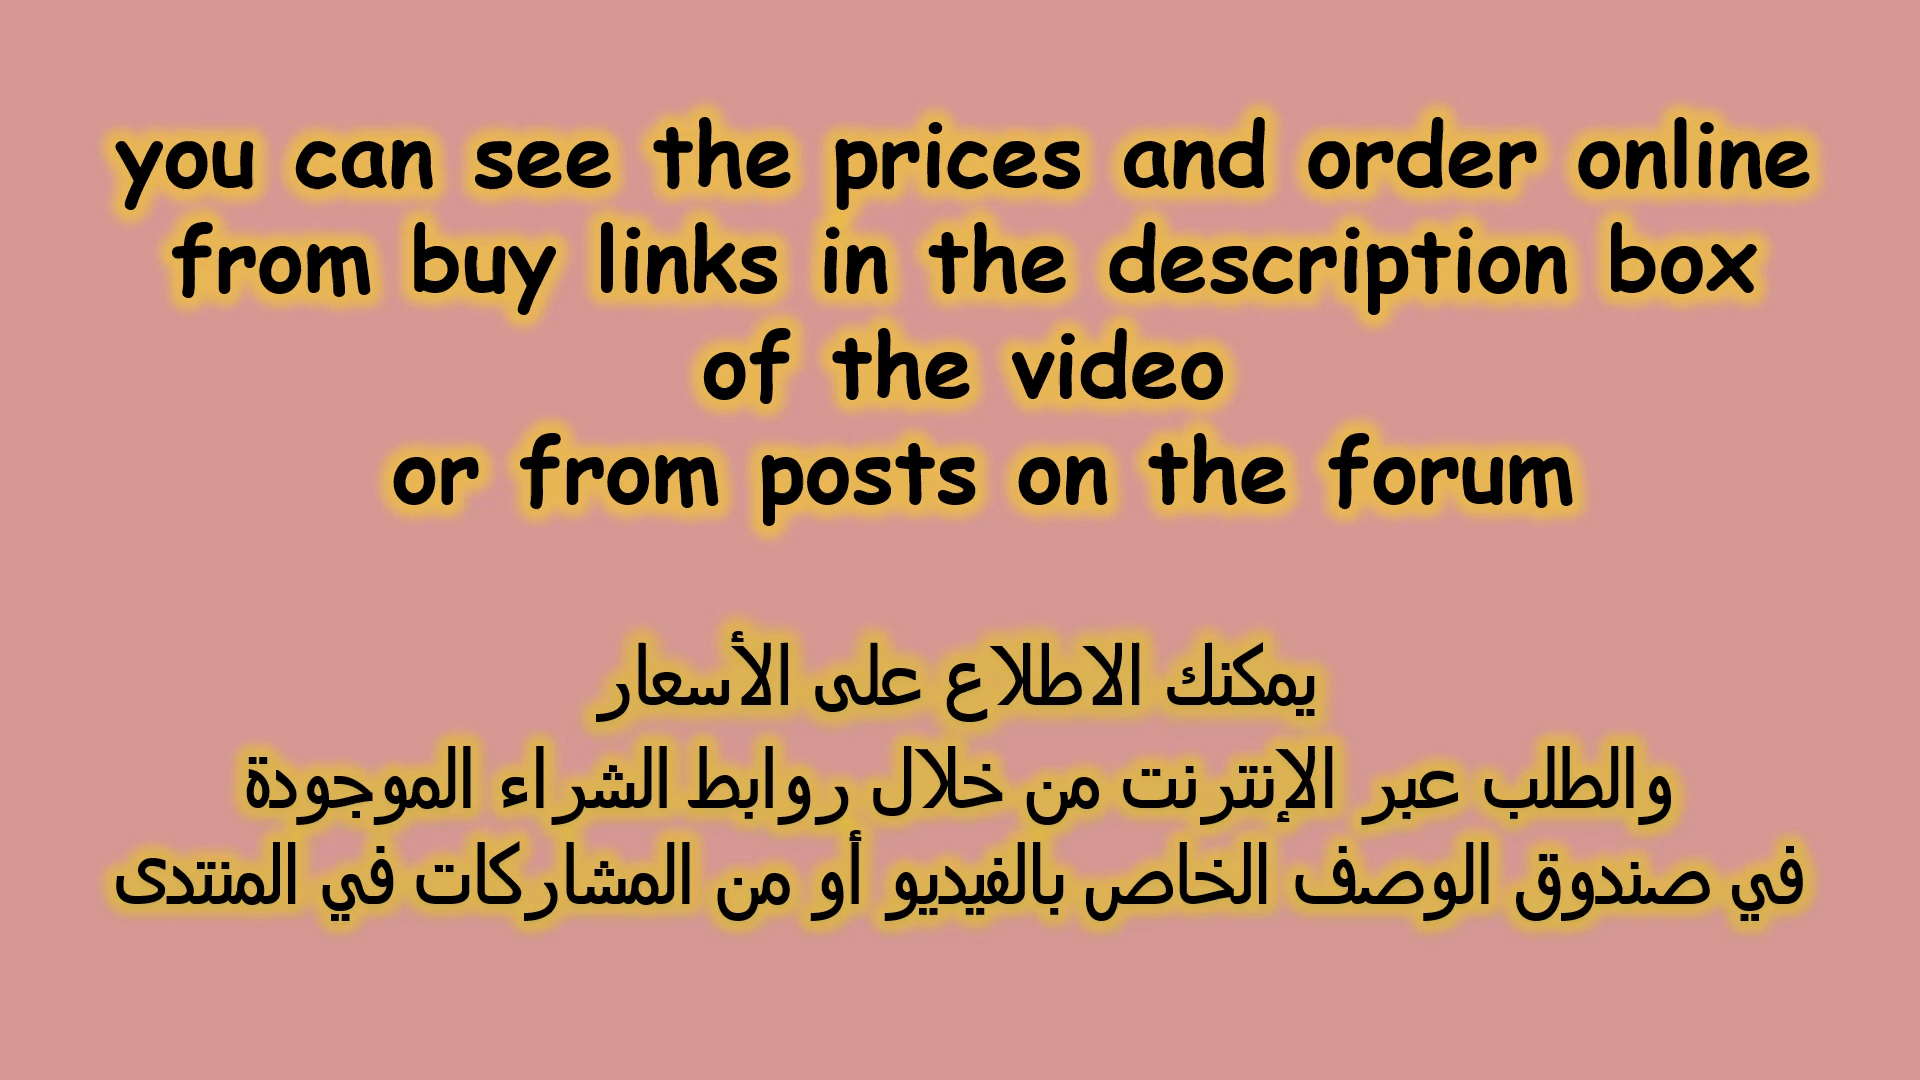 you can see the prices and order online
from buy links in the description box
of the video
or from posts on the forum
يمكنك الاطلاع على الأسعار
والطلب عبر الإنترنت من خلال روابط الشراء الموجودة
في صندوق الوصف الخاص بالفيديو أو من المشاركات في المنتدى